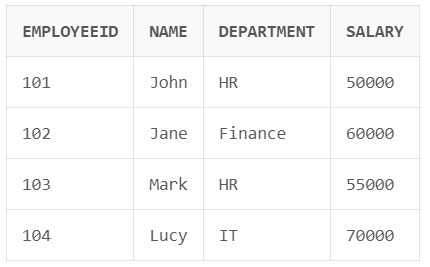 EMPLOYEEID NAME DEPARTMENT SALARY
101 John HR 50000
102 Jane Finance 60000
103 Mark HR 55000
104 Lucy IT 70000